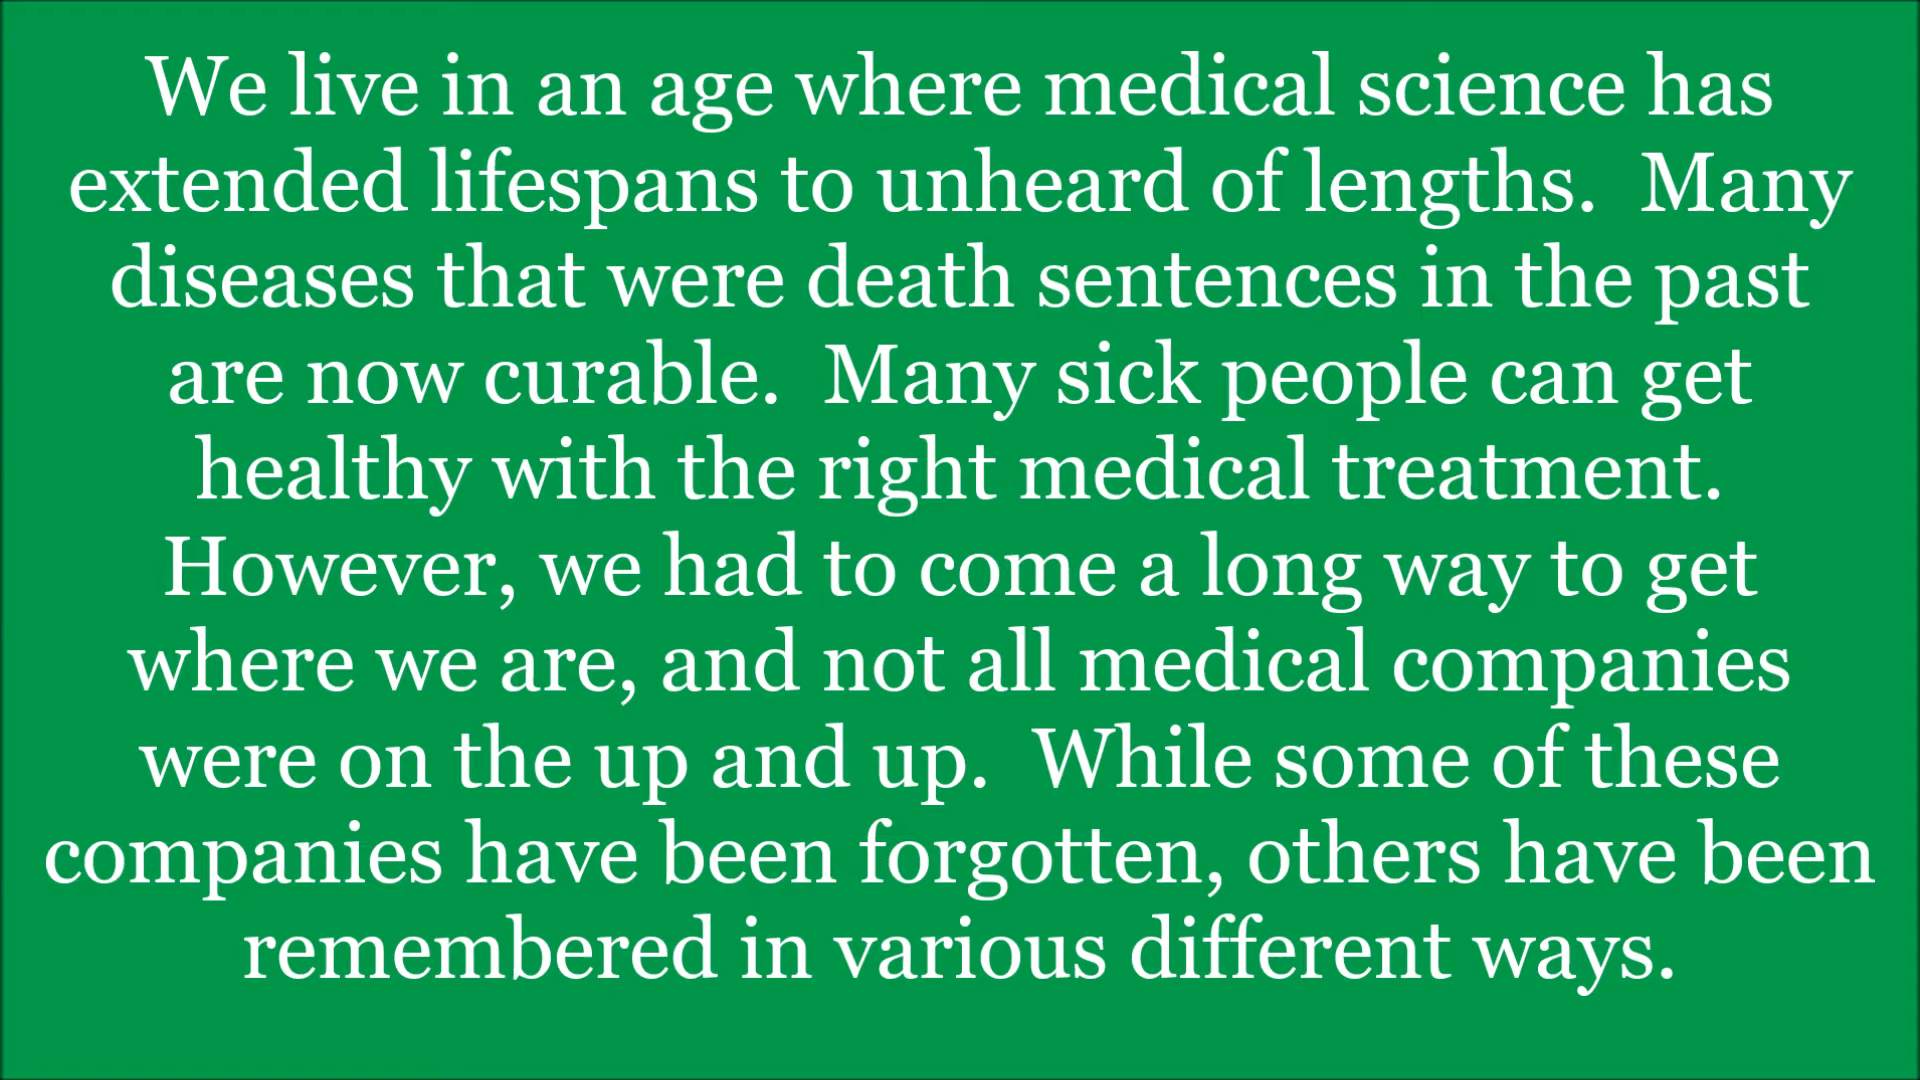 We live in an age where medical science has
extended lifespans to unheard of lengths.  Many
diseases that were death sentences in the past
are now curable.  Many sick people can get
healthy with the right medical treatment.
However, we had to come a long way to get
where we are, and not all medical companies
were on the up and up.  While some of these
companies have been forgotten, others have been
remembered in various different ways.